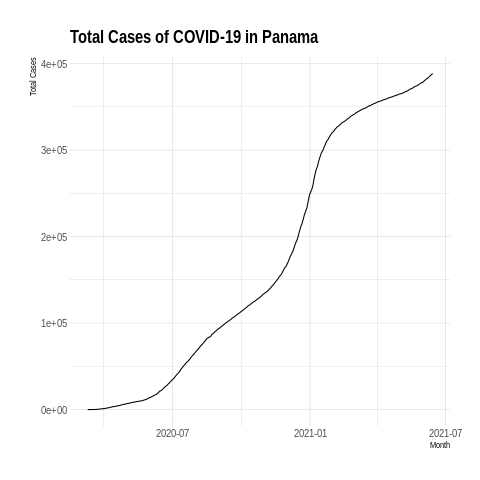 Total Cases of COVID-19 in Panama
Total Cases
4e+05
3e+05
2e+05
1e+05
0e+00
2020-07
2021-01
2021-07
Month